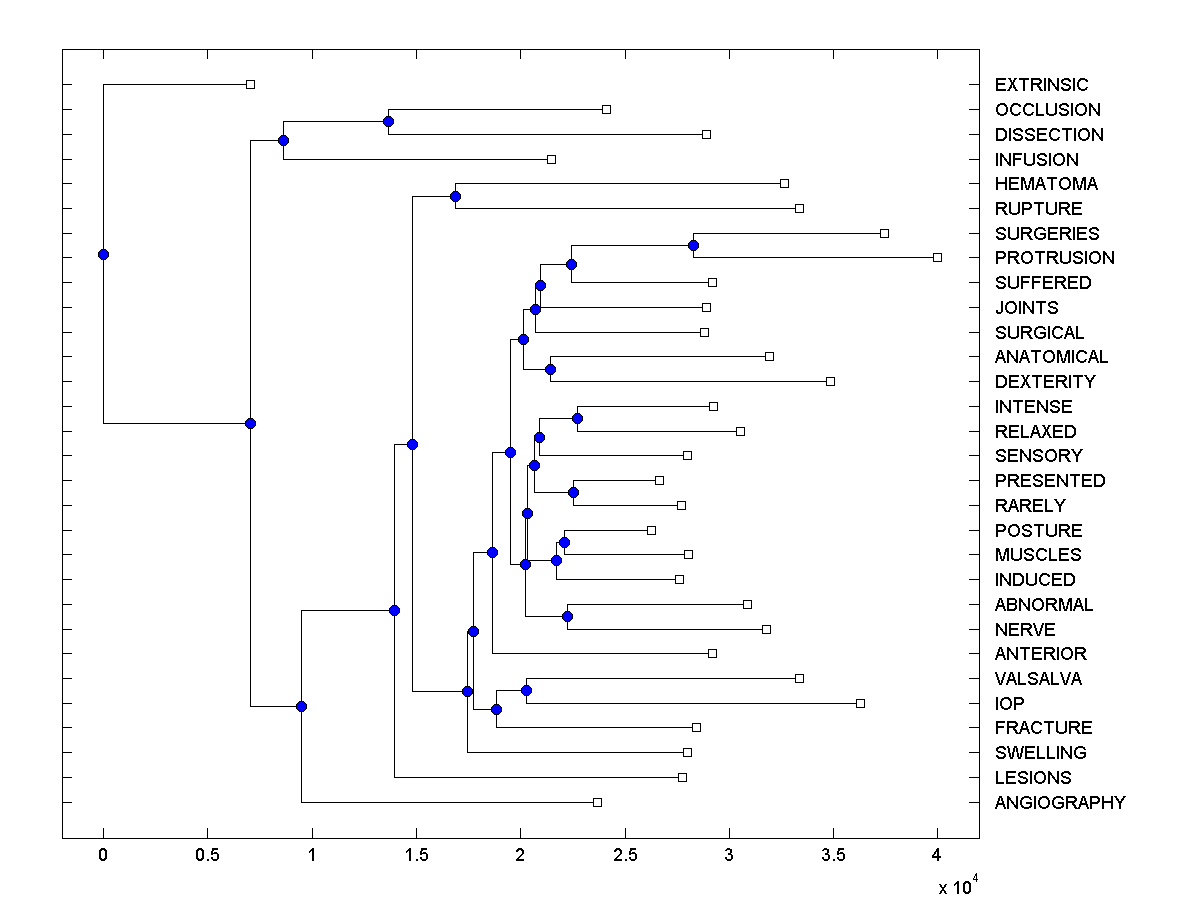 EXTRINSIC
OCCLUSION
DISSECTION
INFUSION
HEMATOMA
RUPTURE
SURGERIES
PROTRUSION
SUFFERED
JOINTS
SURGICAL
ANATOMICAL
DEXTERITY
INTENSE
RELAXED
SENSORY
PRESENTED
RARELY
POSTURE
MUSCLES
INDUCED
ABNORMAL
NERVE
ANTERIOR
VALSALVA
IOP
FRACTURE
SWELLING
LESIONS
ANGIOGRAPHY
0 0.5 1 1.5 2 2.5 3 3.5 4
x 10^4